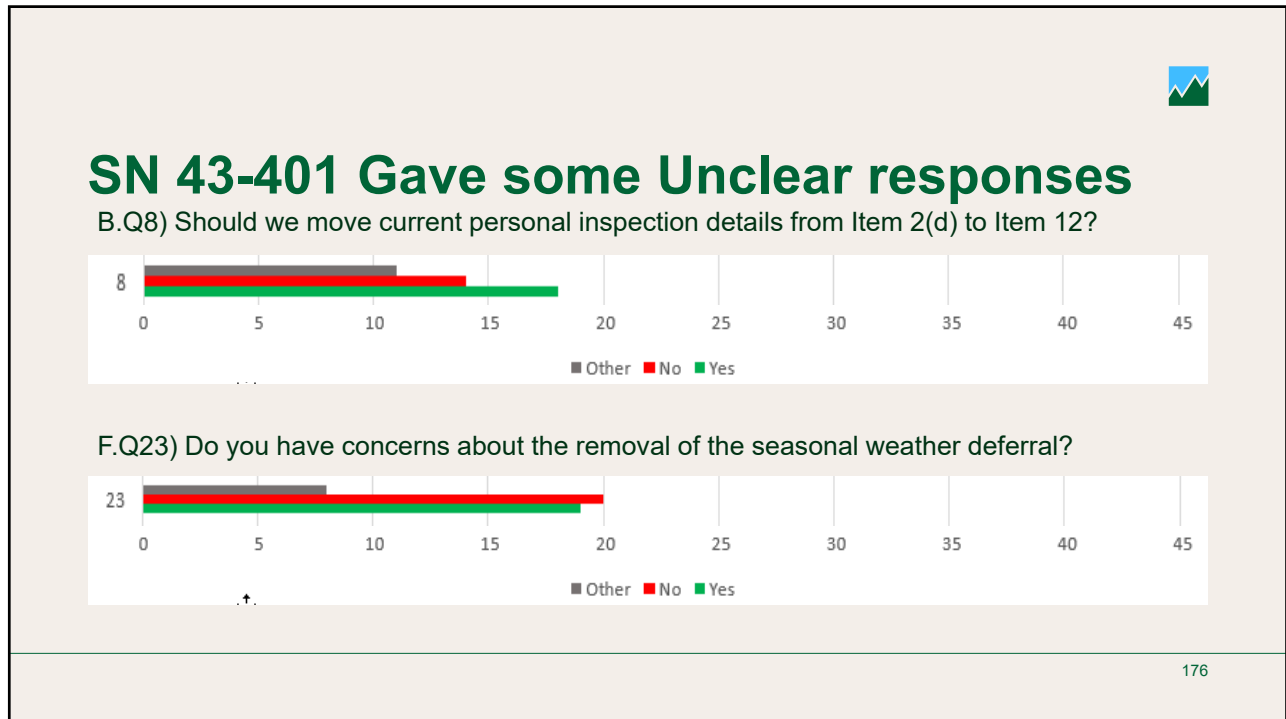 SN 43-401 Gave some Unclear responses
B.Q8) Should we move current personal inspection details from Item 2(d) to Item 12?
8
0 5 10 15 20 25 30 35 40 45
Other No Yes
F.Q23) Do you have concerns about the removal of the seasonal weather deferral?
23
0 5 10 15 20 25 30 35 40 45
Other No Yes
176